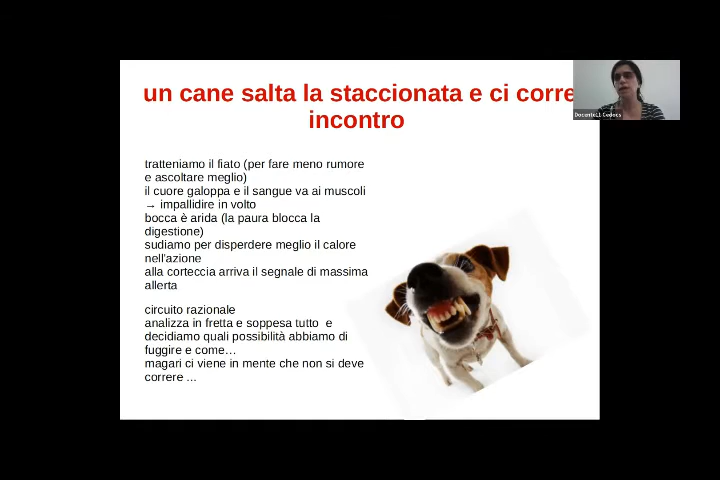 un cane salta la staccionata e ci corre
incontro
Docente11 Cedocs
tratteniamo il fiato (per fare meno rumore
e ascoltare meglio)
il cuore galoppa e il sangue va ai muscoli
→ impallidire in volto
bocca è arida (la paura blocca la
digestione)
sudiamo per disperdere meglio il calore
nell'azione
alla corteccia arriva il segnale di massima
allerta
circuito razionale
analizza in fretta e soppesa tutto e
decidiamo quali possibilità abbiamo di
fuggire e come…
magari ci viene in mente che non si deve
correre ...